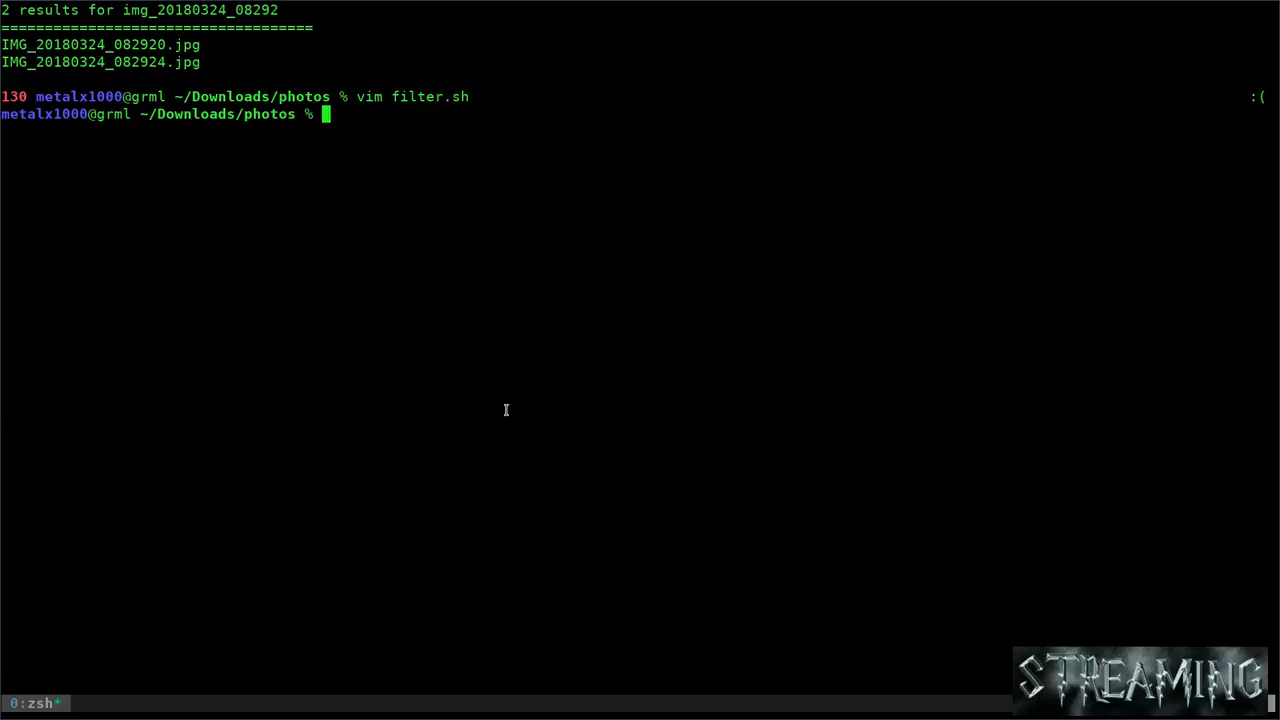 2 results for img_20180324_08292
====================================
IMG_20180324_082920.jpg
IMG_20180324_082924.jpg
130 metalx1000@grml ~/Downloads/photos % vim filter.sh :(
metalx1000@grml ~/Downloads/photos %
STREAMING
0:zsh*